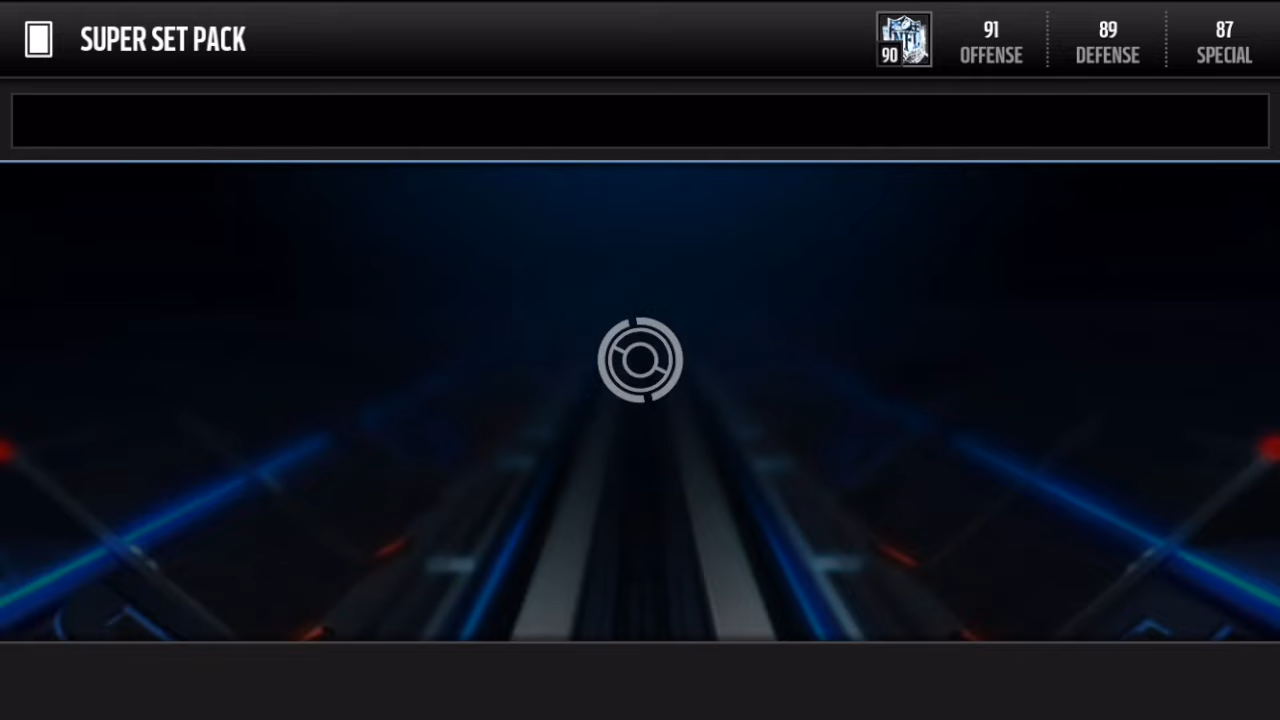 SUPER SET PACK
90
91
OFFENSE
89
DEFENSE
87
SPECIAL